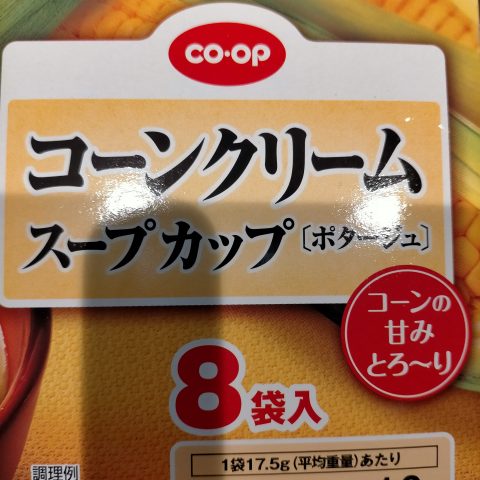 CO·OP
コーンクリーム
スープカップ［ポタージュ］
コーンの
甘み
とろ～り
8袋入
1袋17.5g(平均重量)あたり
調理例